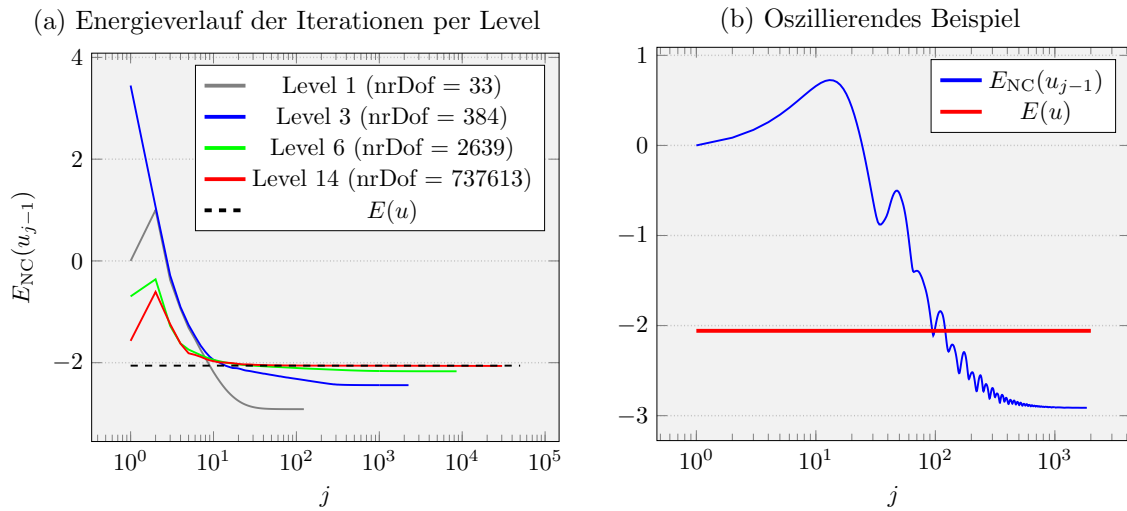 (a) Energieverlauf der Iterationen per Level
4
2
0
−2
10^0
10^1
10^2
10^3
10^4
10^5
j
E_NC(u_{j−1})
Level 1 (nrDof = 33)
Level 3 (nrDof = 384)
Level 6 (nrDof = 2639)
Level 14 (nrDof = 737613)
E(u)
(b) Oszillierendes Beispiel
1
0
−1
−2
−3
10^0
10^1
10^2
10^3
j
E_NC(u_{j−1})
E(u)